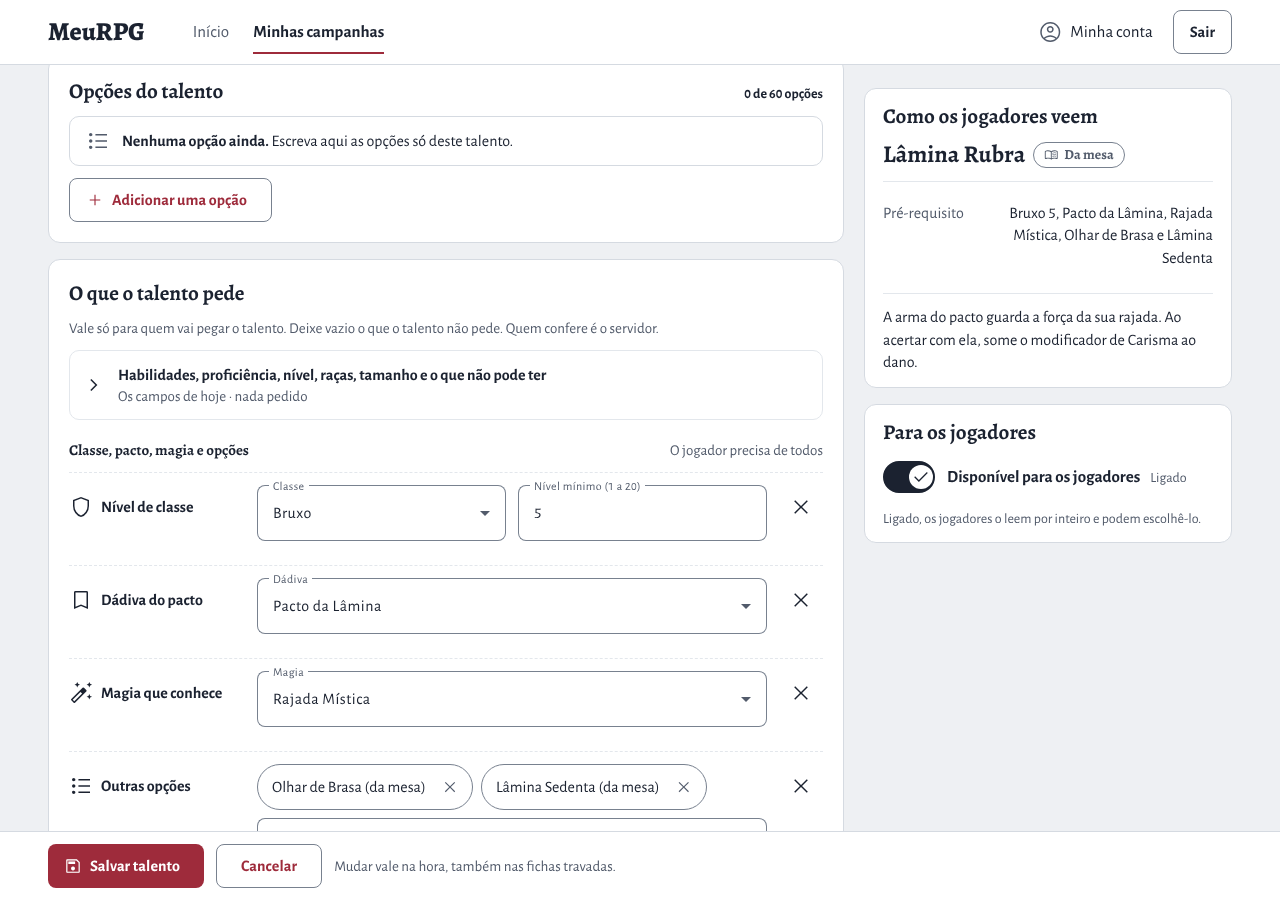 MeuRPG
Início
Minhas campanhas
Minha conta
Sair
Opções do talento
0 de 60 opções
Nenhuma opção ainda. Escreva aqui as opções só deste talento.
Adicionar uma opção
O que o talento pede
Vale só para quem vai pegar o talento. Deixe vazio o que o talento não pede. Quem confere é o servidor.
Habilidades, proficiência, nível, raças, tamanho e o que não pode ter
Os campos de hoje · nada pedido
Classe, pacto, magia e opções
O jogador precisa de todos
Nível de classe
Classe
Bruxo
Nível mínimo (1 a 20)
5
Dádiva do pacto
Dádiva
Pacto da Lâmina
Magia que conhece
Magia
Rajada Mística
Outras opções
Olhar de Brasa (da mesa)
Lâmina Sedenta (da mesa)
Como os jogadores veem
Lâmina Rubra
Da mesa
Pré-requisito
Bruxo 5, Pacto da Lâmina, Rajada
Mística, Olhar de Brasa e Lâmina
Sedenta
A arma do pacto guarda a força da sua rajada. Ao
acertar com ela, some o modificador de Carisma ao
dano.
Para os jogadores
Disponível para os jogadores
Ligado
Ligado, os jogadores o leem por inteiro e podem escolhê-lo.
Salvar talento
Cancelar
Mudar vale na hora, também nas fichas travadas.